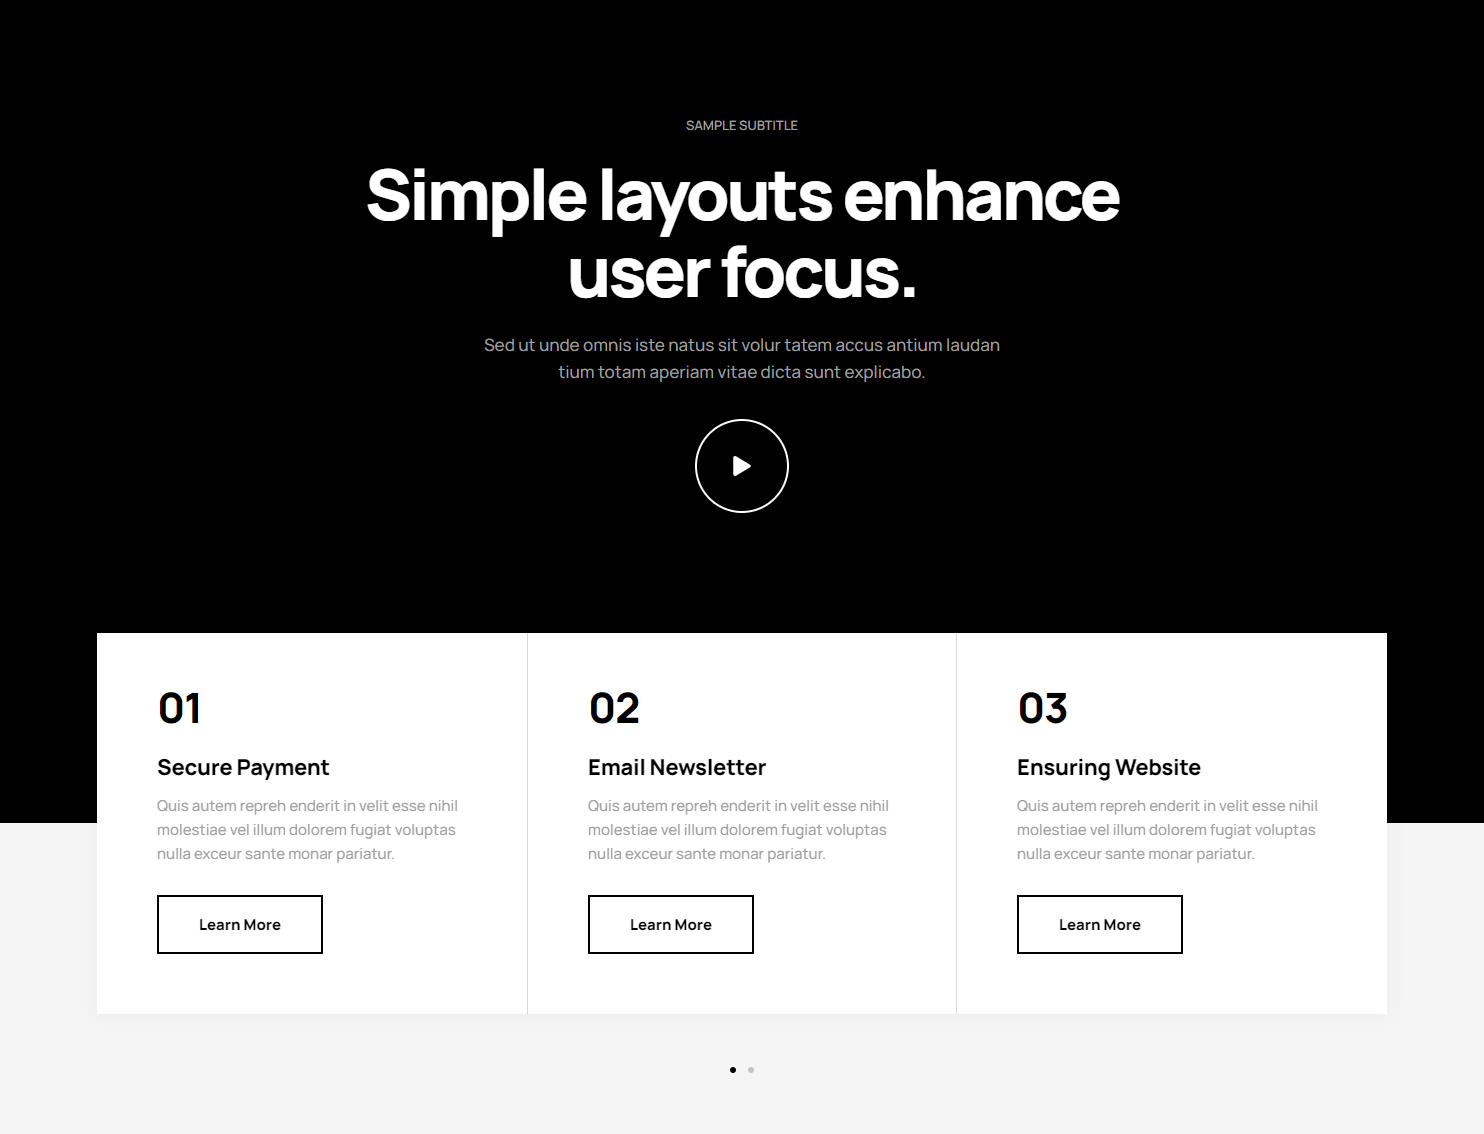 SAMPLE SUBTITLE
Simple layouts enhance
user focus.
Sed ut unde omnis iste natus sit volur tatem accus antium laudan
tium totam aperiam vitae dicta sunt explicabo.
01
Secure Payment
Quis autem repreh enderit in velit esse nihil
molestiae vel illum dolorem fugiat voluptas
nulla exceur sante monar pariatur.
Learn More
02
Email Newsletter
Quis autem repreh enderit in velit esse nihil
molestiae vel illum dolorem fugiat voluptas
nulla exceur sante monar pariatur.
Learn More
03
Ensuring Website
Quis autem repreh enderit in velit esse nihil
molestiae vel illum dolorem fugiat voluptas
nulla exceur sante monar pariatur.
Learn More